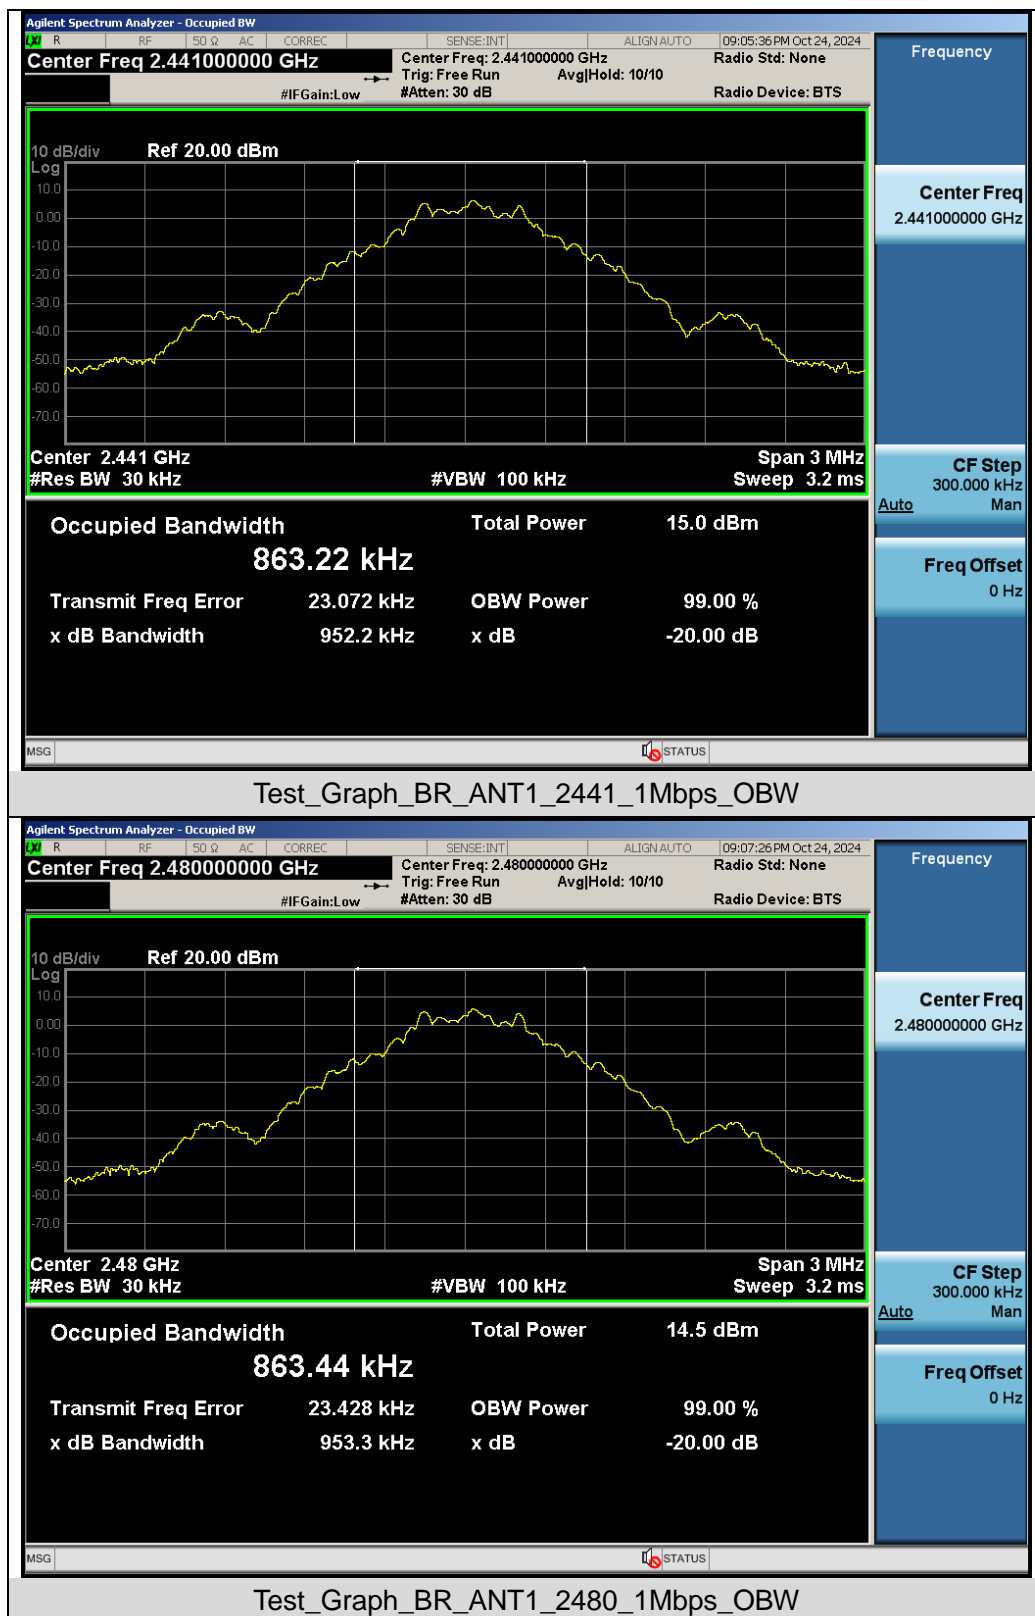 Agilent Spectrum Analyzer - Occupied BW
LXI R RF 50 Ω AC CORREC SENSE:INT ALIGN AUTO 09:05:36 PM Oct 24, 2024
Center Freq 2.441000000 GHz
Center Freq: 2.441000000 GHz Radio Std: None
Trig: Free Run Avg|Hold: 10/10
#IFGain:Low #Atten: 30 dB Radio Device: BTS
Frequency
10 dB/div Ref 20.00 dBm
Log
10.0
0.00
-10.0
-20.0
-30.0
-40.0
-50.0
-60.0
-70.0
Center 2.441 GHz Span 3 MHz
#Res BW 30 kHz #VBW 100 kHz Sweep 3.2 ms
Center Freq
2.441000000 GHz
CF Step
300.000 kHz
Auto Man
Freq Offset
0 Hz
Occupied Bandwidth Total Power 15.0 dBm
863.22 kHz
Transmit Freq Error 23.072 kHz OBW Power 99.00 %
x dB Bandwidth 952.2 kHz x dB -20.00 dB
MSG STATUS
Test_Graph_BR_ANT1_2441_1Mbps_OBW
Agilent Spectrum Analyzer - Occupied BW
LXI R RF 50 Ω AC CORREC SENSE:INT ALIGN AUTO 09:07:26 PM Oct 24, 2024
Center Freq 2.480000000 GHz
Center Freq: 2.480000000 GHz Radio Std: None
Trig: Free Run Avg|Hold: 10/10
#IFGain:Low #Atten: 30 dB Radio Device: BTS
Frequency
10 dB/div Ref 20.00 dBm
Log
10.0
0.00
-10.0
-20.0
-30.0
-40.0
-50.0
-60.0
-70.0
Center 2.48 GHz Span 3 MHz
#Res BW 30 kHz #VBW 100 kHz Sweep 3.2 ms
Center Freq
2.480000000 GHz
CF Step
300.000 kHz
Auto Man
Freq Offset
0 Hz
Occupied Bandwidth Total Power 14.5 dBm
863.44 kHz
Transmit Freq Error 23.428 kHz OBW Power 99.00 %
x dB Bandwidth 953.3 kHz x dB -20.00 dB
MSG STATUS
Test_Graph_BR_ANT1_2480_1Mbps_OBW